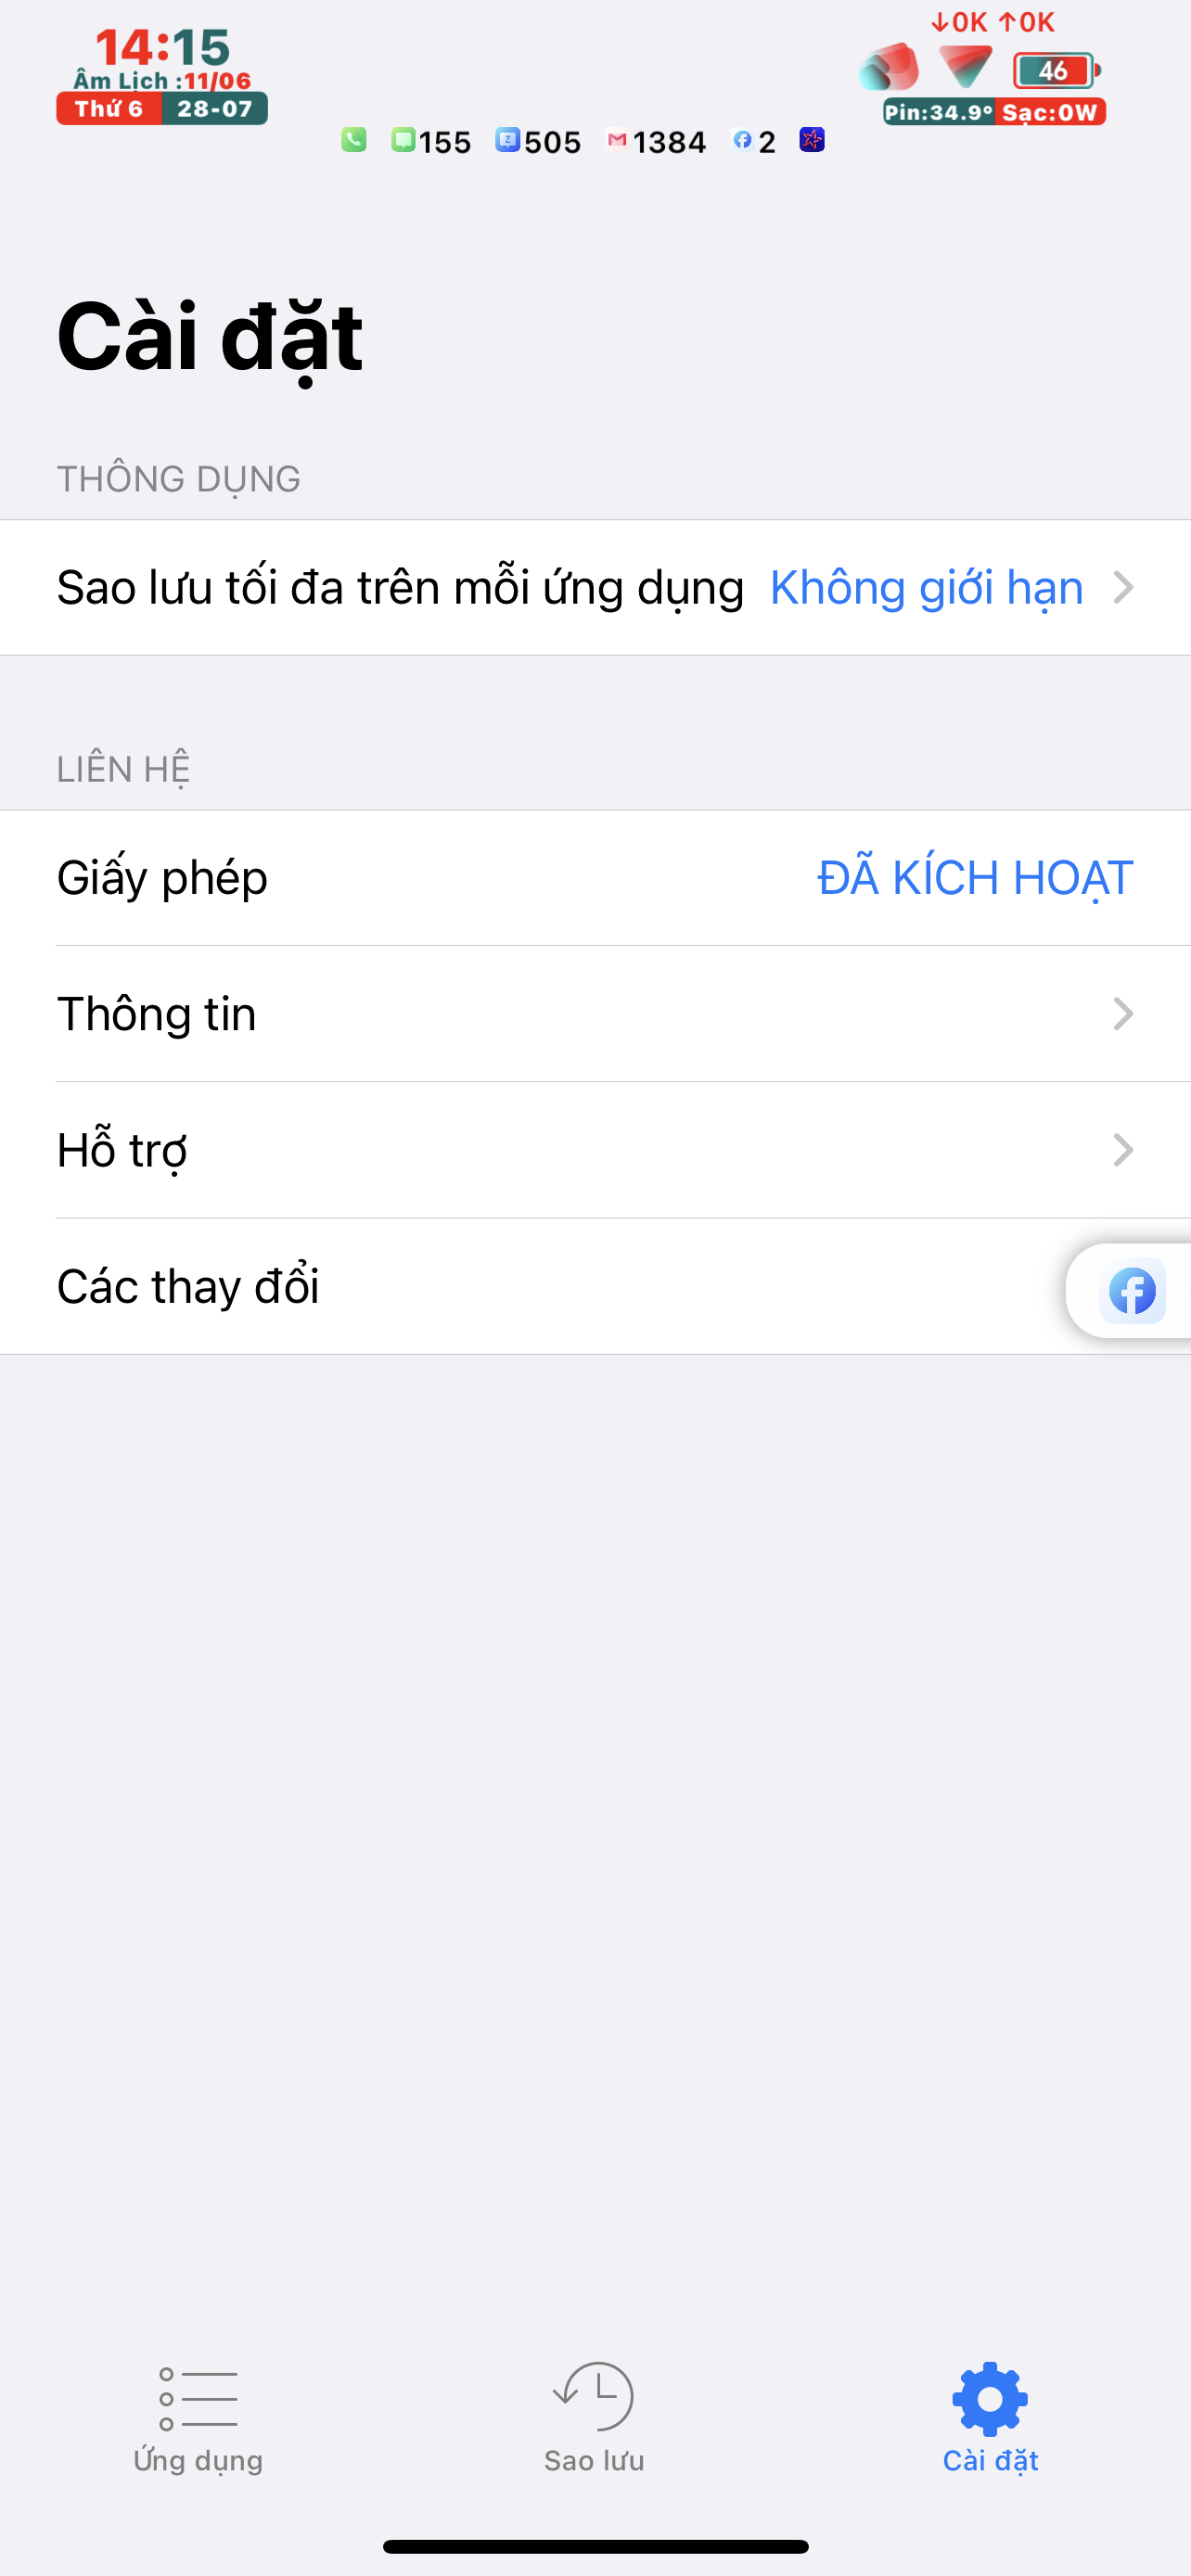 ↓0K ↑0K
14:15
Âm Lịch :11/06
Thứ 6 28-07
46
Pin:34.9° Sạc:0W
155 505 1384 2
Cài đặt
THÔNG DỤNG
Sao lưu tối đa trên mỗi ứng dụng Không giới hạn
LIÊN HỆ
Giấy phép ĐÃ KÍCH HOẠT
Thông tin
Hỗ trợ
Các thay đổi
Ứng dụng Sao lưu Cài đặt